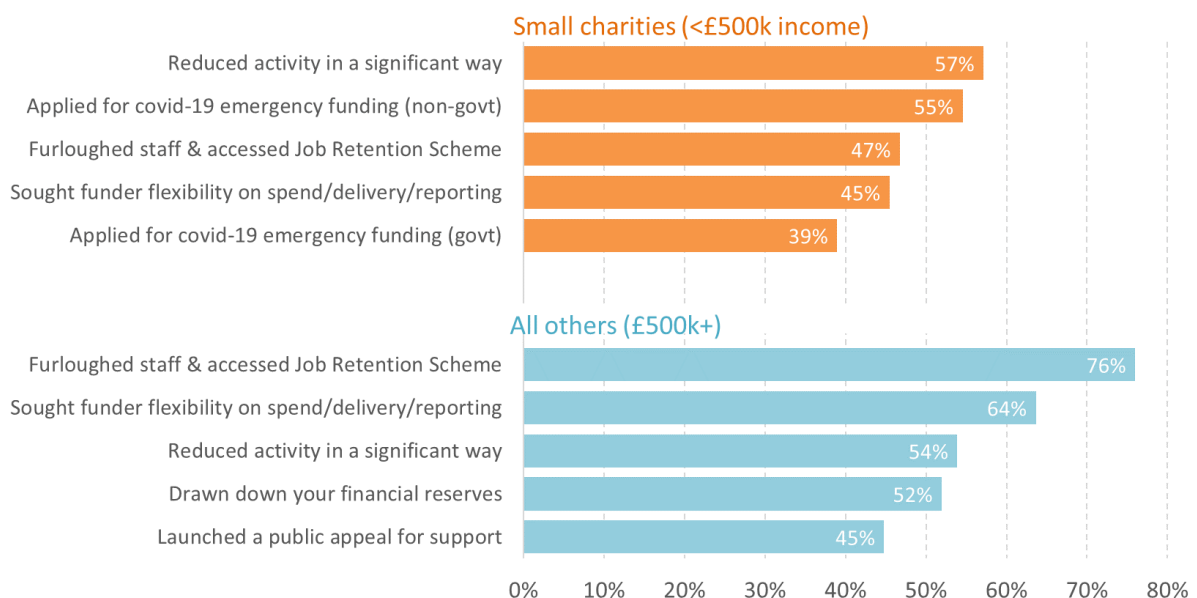 Small charities (<£500k income)
Reduced activity in a significant way 57%
Applied for covid-19 emergency funding (non-govt) 55%
Furloughed staff & accessed Job Retention Scheme 47%
Sought funder flexibility on spend/delivery/reporting 45%
Applied for covid-19 emergency funding (govt) 39%
All others (£500k+)
Furloughed staff & accessed Job Retention Scheme 76%
Sought funder flexibility on spend/delivery/reporting 64%
Reduced activity in a significant way 54%
Drawn down your financial reserves 52%
Launched a public appeal for support 45%
0% 10% 20% 30% 40% 50% 60% 70% 80%